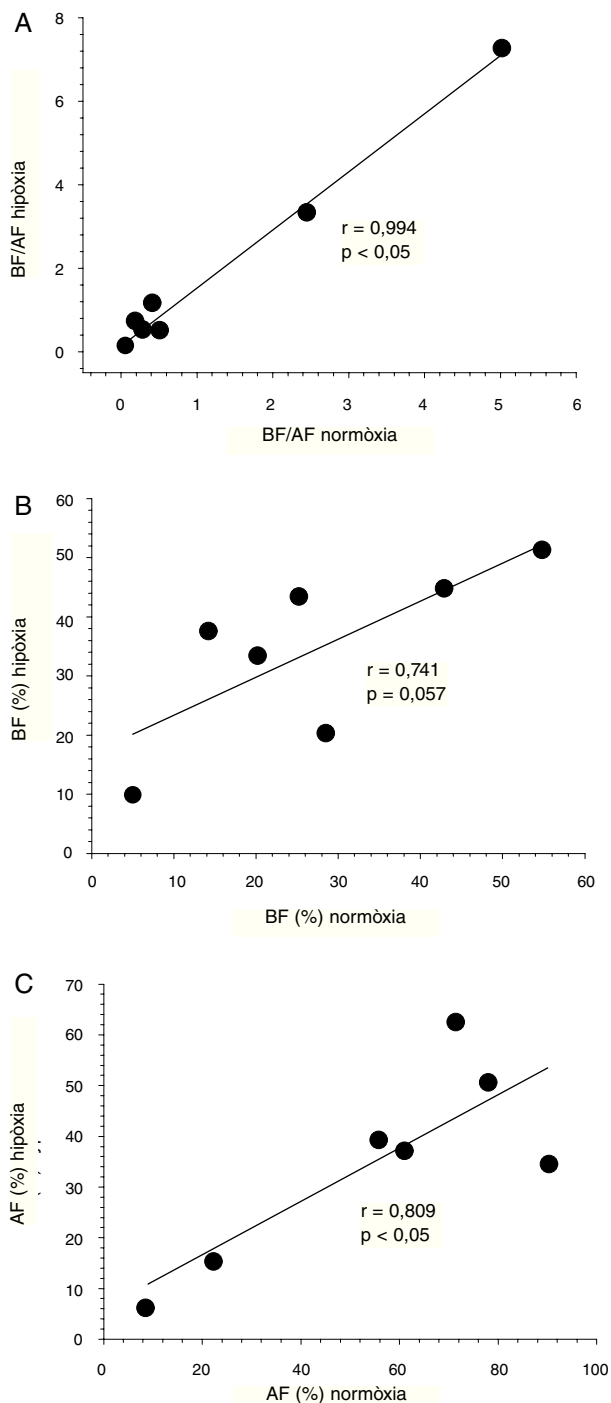 A
8
6
4
2
0
BF/AF hipòxia
r = 0,994
p < 0,05
0 1 2 3 4 5 6
BF/AF normòxia
B
60
50
40
30
20
10
0
BF (%) hipòxia
r = 0,741
p = 0,057
0 10 20 30 40 50 60
BF (%) normòxia
C
70
60
50
40
30
20
10
0
AF (%) hipòxia
r = 0,809
p < 0,05
0 20 40 60 80 100
AF (%) normòxia